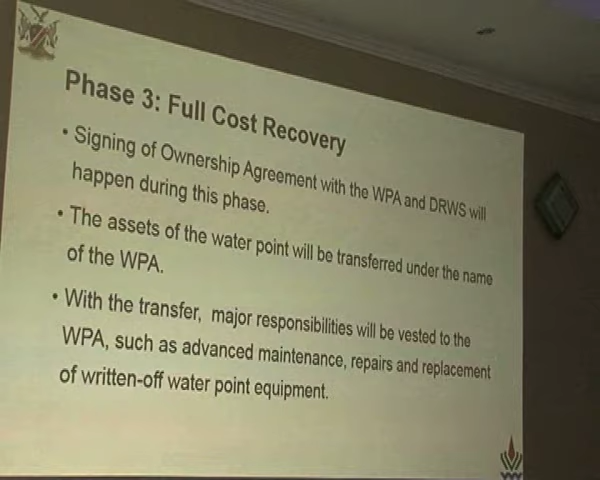 Phase 3: Full Cost Recovery
• Signing of Ownership Agreement with the WPA and DRWS will
happen during this phase.
• The assets of the water point will be transferred under the name
of the WPA.
• With the transfer, major responsibilities will be vested to the
WPA, such as advanced maintenance, repairs and replacement
of written-off water point equipment.